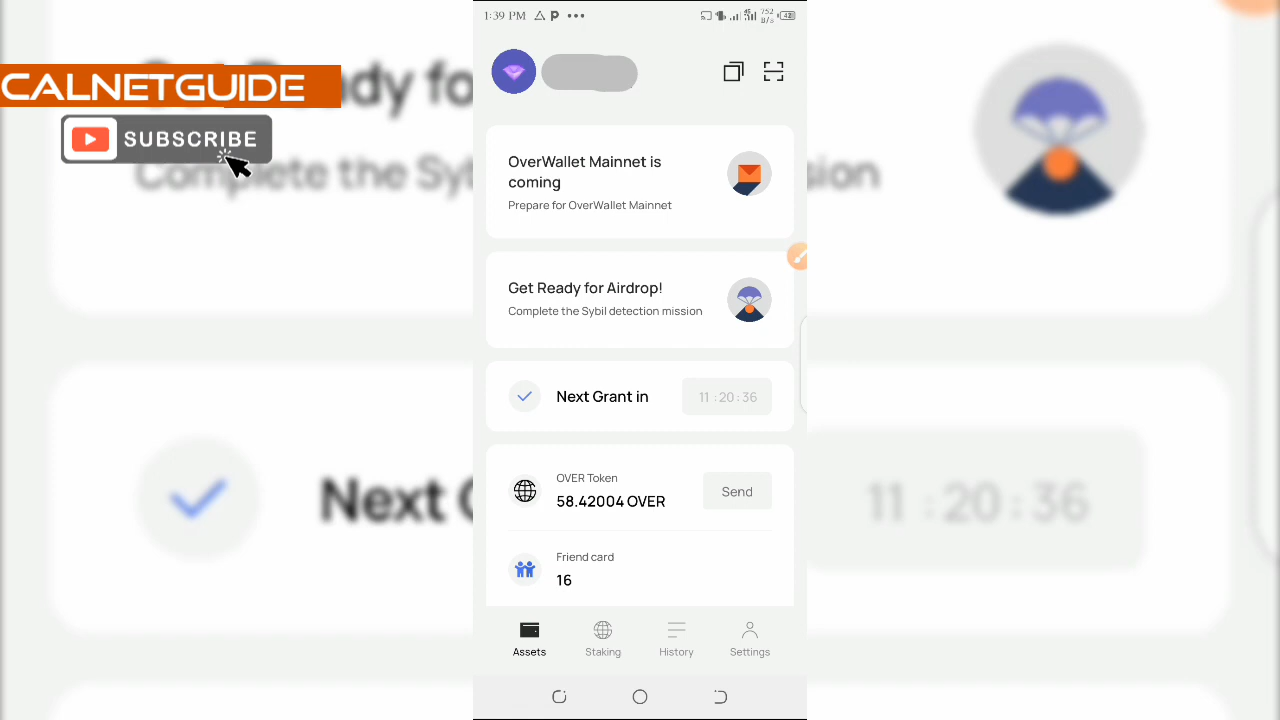 1:39 PM
752 B/s
42
CALNETGUIDE
SUBSCRIBE
OverWallet Mainnet is
coming
Prepare for OverWallet Mainnet
Get Ready for Airdrop!
Complete the Sybil detection mission
Next Grant in
11 : 20 : 36
OVER Token
58.42004 OVER
Send
Friend card
16
Assets
Staking
History
Settings